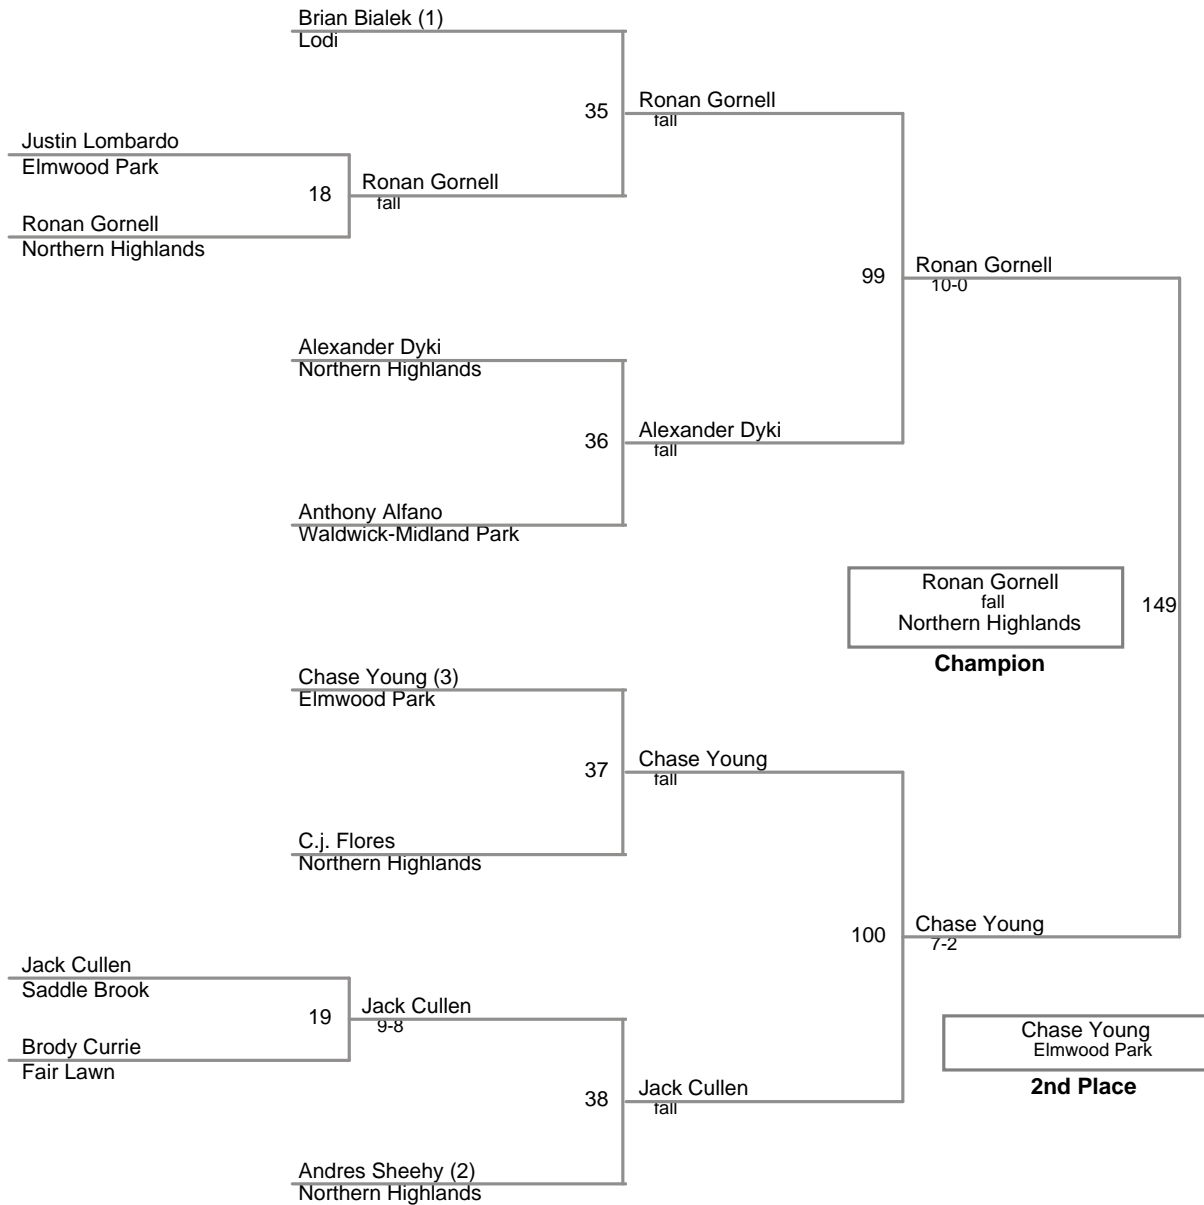 Brian Bialek (1)
Lodi
35
Ronan Gornell
fall
Justin Lombardo
Elmwood Park
18
Ronan Gornell
fall
Ronan Gornell
Northern Highlands
99
Ronan Gornell
10-0
Alexander Dyki
Northern Highlands
36
Alexander Dyki
fall
Anthony Alfano
Waldwick-Midland Park
Ronan Gornell
fall
Northern Highlands
149
Champion
Chase Young (3)
Elmwood Park
37
Chase Young
fall
C.j. Flores
Northern Highlands
100
Chase Young
7-2
Jack Cullen
Saddle Brook
19
Jack Cullen
9-8
Brody Currie
Fair Lawn
Chase Young
Elmwood Park
2nd Place
38
Jack Cullen
fall
Andres Sheehy (2)
Northern Highlands